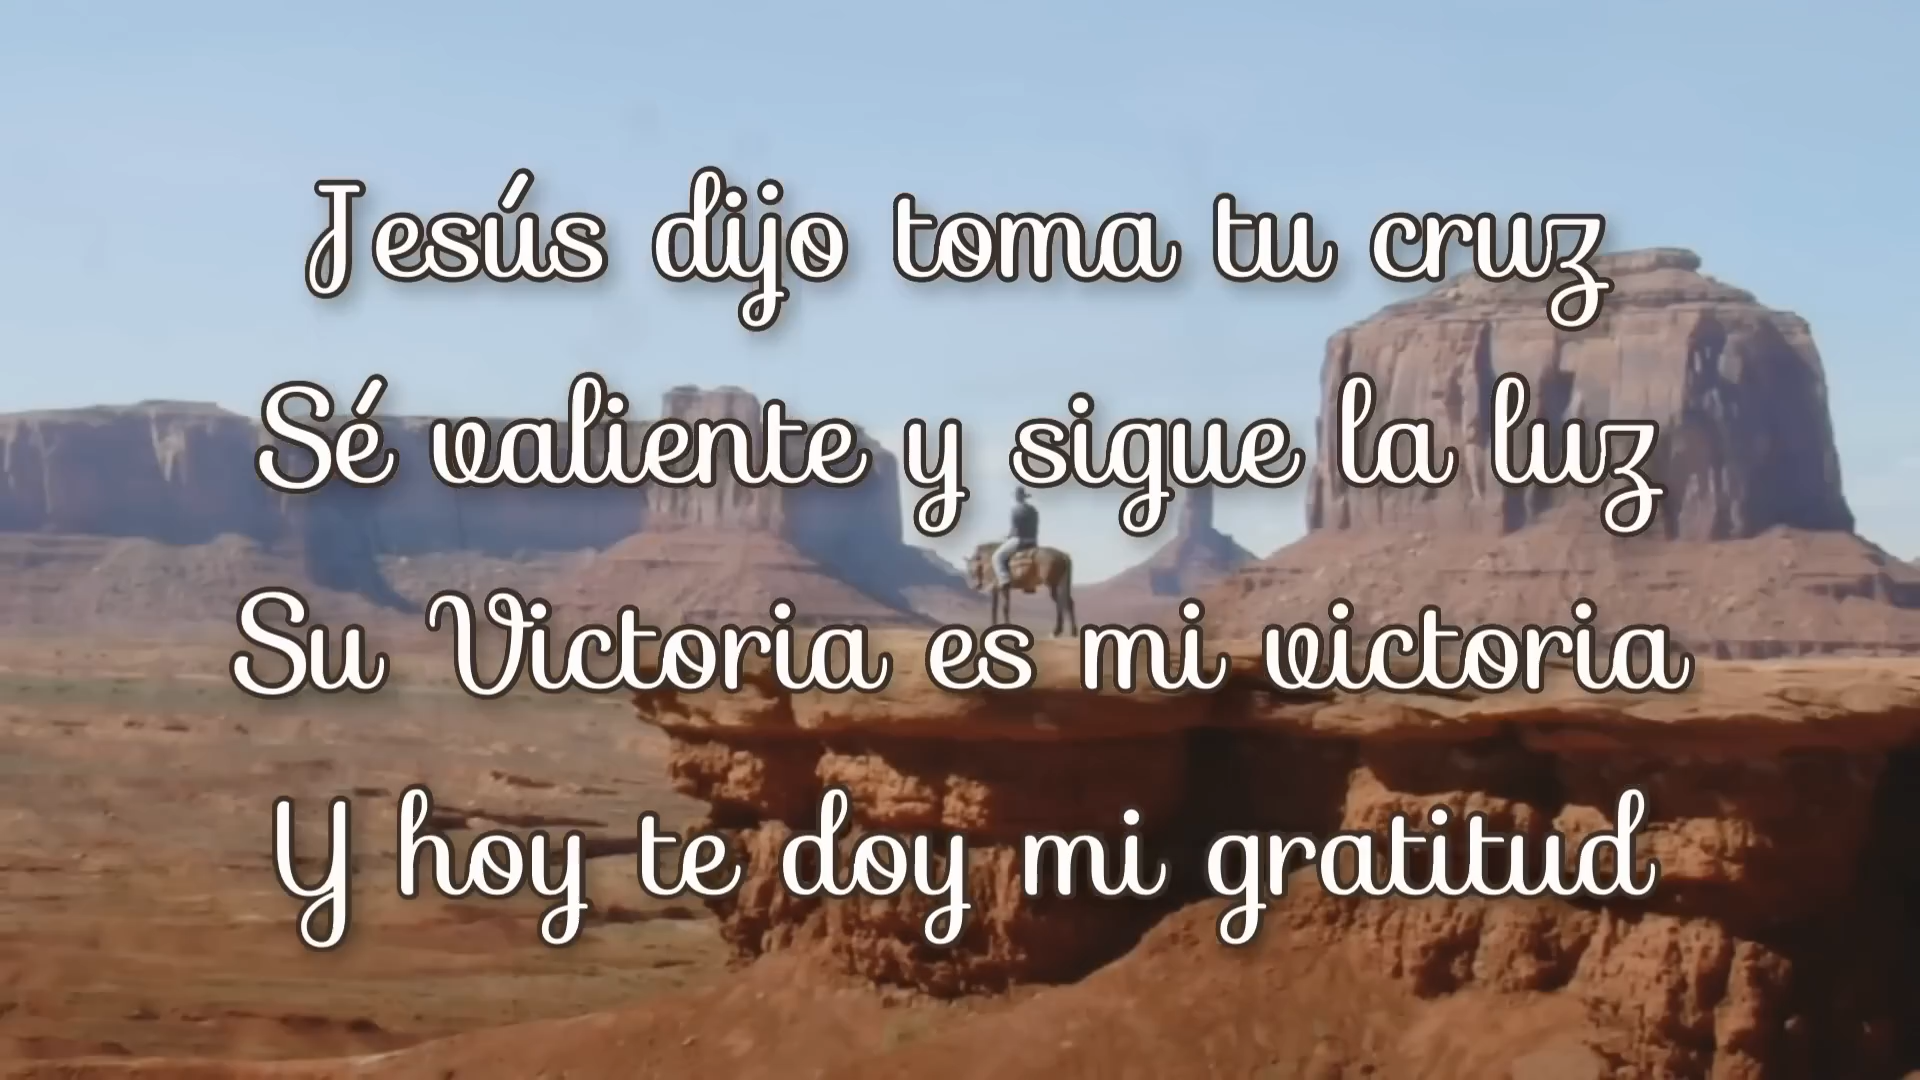 Jesús dijo toma tu cruz
Sé valiente y sigue la luz
Su Victoria es mi victoria
Y hoy te doy mi gratitud